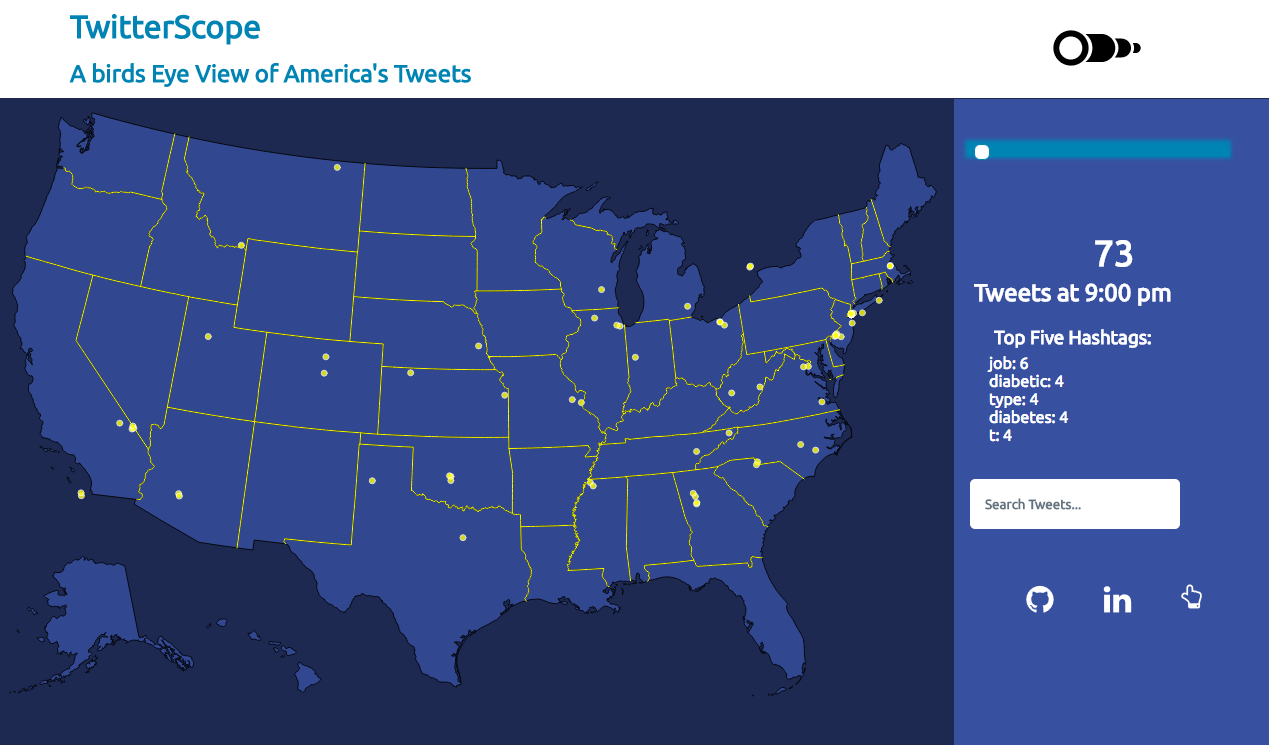 TwitterScope
A birds Eye View of America's Tweets
73
Tweets at 9:00 pm
Top Five Hashtags:
job: 6
diabetic: 4
type: 4
diabetes: 4
t: 4
Search Tweets...
in